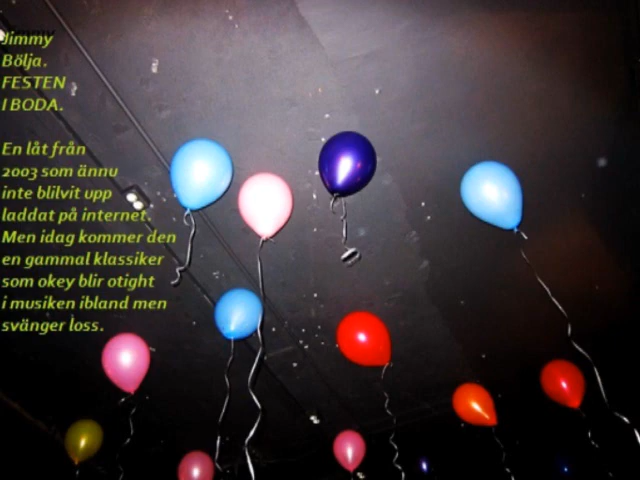 Jimmy
Bölja.
FESTEN
I BODA.
En låt från
2003 som ännu
inte blilvit upp
laddat på internet.
Men idag kommer den
en gammal klassiker
som okey blir otight
i musiken ibland men
svänger loss.